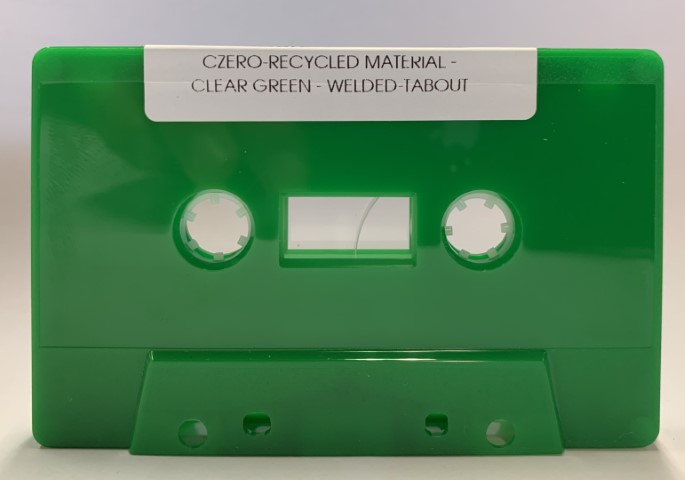 CZERO-RECYCLED MATERIAL -
CLEAR GREEN - WELDED-TABOUT